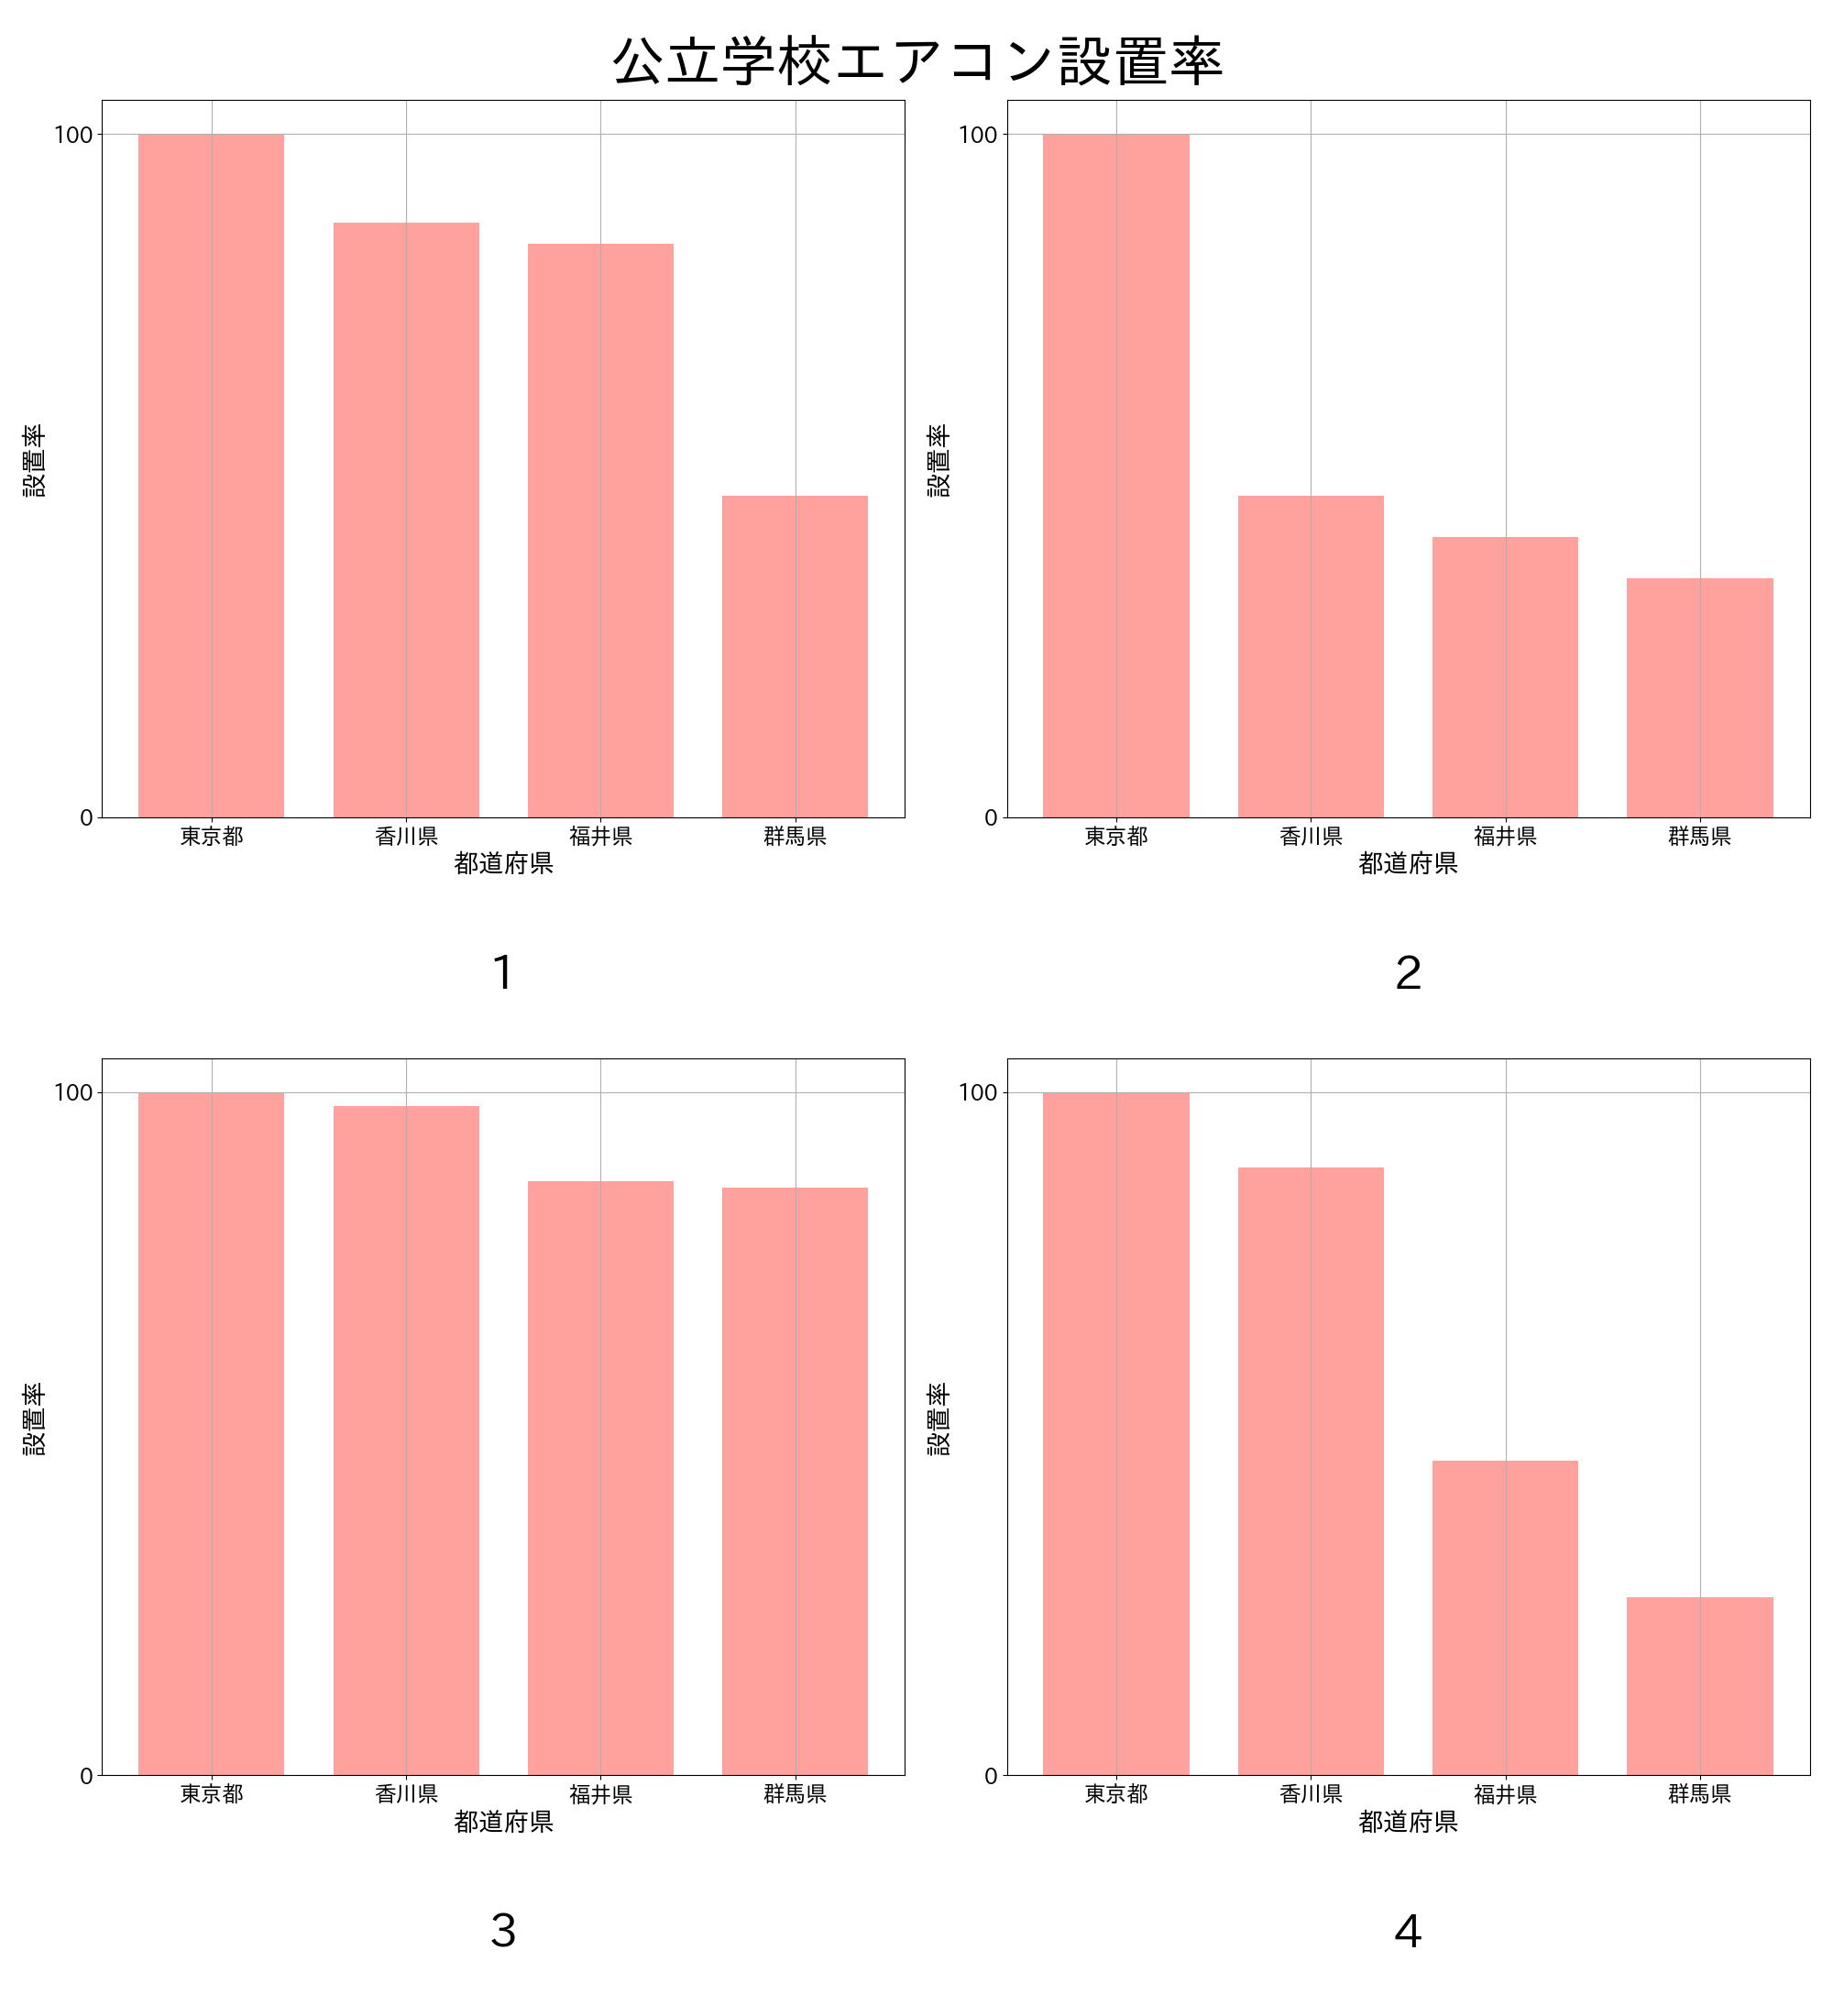 公立学校エアコン設置率
100
0
設置率
東京都 香川県 福井県 群馬県
都道府県
1
100
0
設置率
東京都 香川県 福井県 群馬県
都道府県
2
100
0
設置率
東京都 香川県 福井県 群馬県
都道府県
3
100
0
設置率
東京都 香川県 福井県 群馬県
都道府県
4